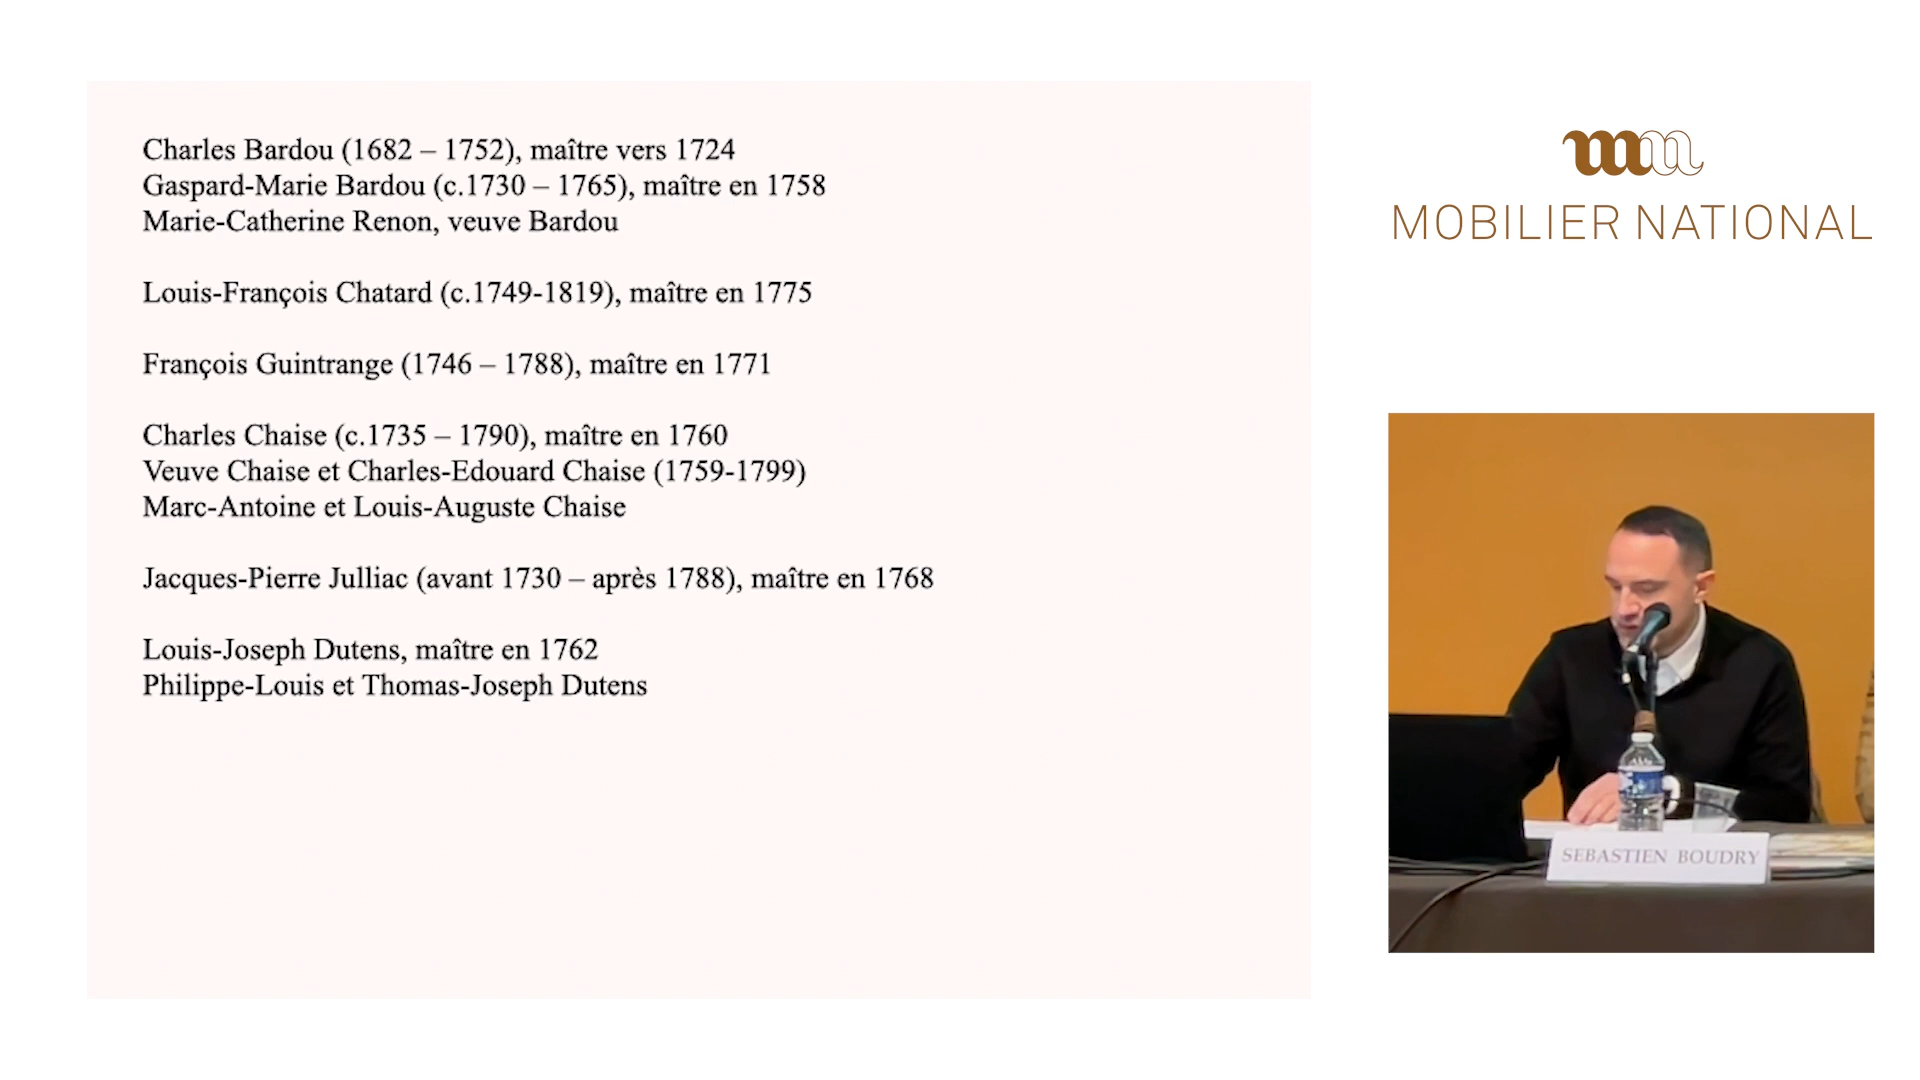 Charles Bardou (1682 – 1752), maître vers 1724
Gaspard-Marie Bardou (c.1730 – 1765), maître en 1758
Marie-Catherine Renon, veuve Bardou
Louis-François Chatard (c.1749-1819), maître en 1775
François Guintrange (1746 – 1788), maître en 1771
Charles Chaise (c.1735 – 1790), maître en 1760
Veuve Chaise et Charles-Edouard Chaise (1759-1799)
Marc-Antoine et Louis-Auguste Chaise
Jacques-Pierre Julliac (avant 1730 – après 1788), maître en 1768
Louis-Joseph Dutens, maître en 1762
Philippe-Louis et Thomas-Joseph Dutens
mm
MOBILIER NATIONAL
SEBASTIEN BOUDRY